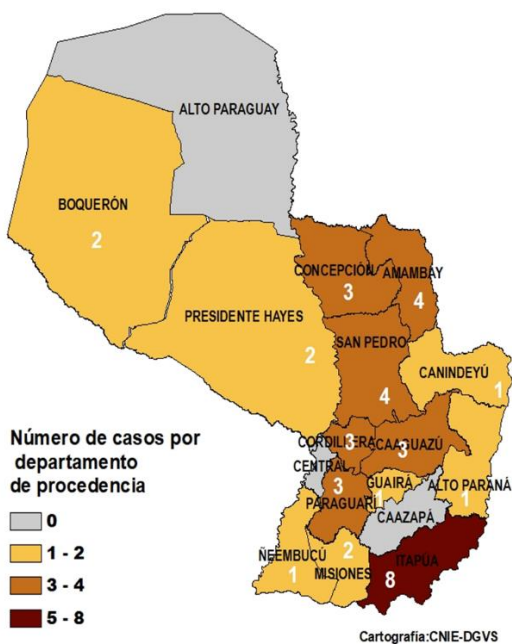 ALTO PARAGUAY
BOQUERÓN
2
CONCEPCIÓN
3
AMAMBAY
4
PRESIDENTE HAYES
2
SAN PEDRO
4
CANINDEYÚ
1
Número de casos por
departamento
de procedencia
0
1 - 2
3 - 4
5 - 8
CORDILLERA
3
CAAGUAZÚ
3
CENTRAL
3
PARAGUARÍ
GUAIRÁ
1
ALTO PARANÁ
1
CAAZAPÁ
ÑEEMBUCÚ
1
2
MISIONES
ITAPÚA
8
Cartografía:CNIE-DGVS